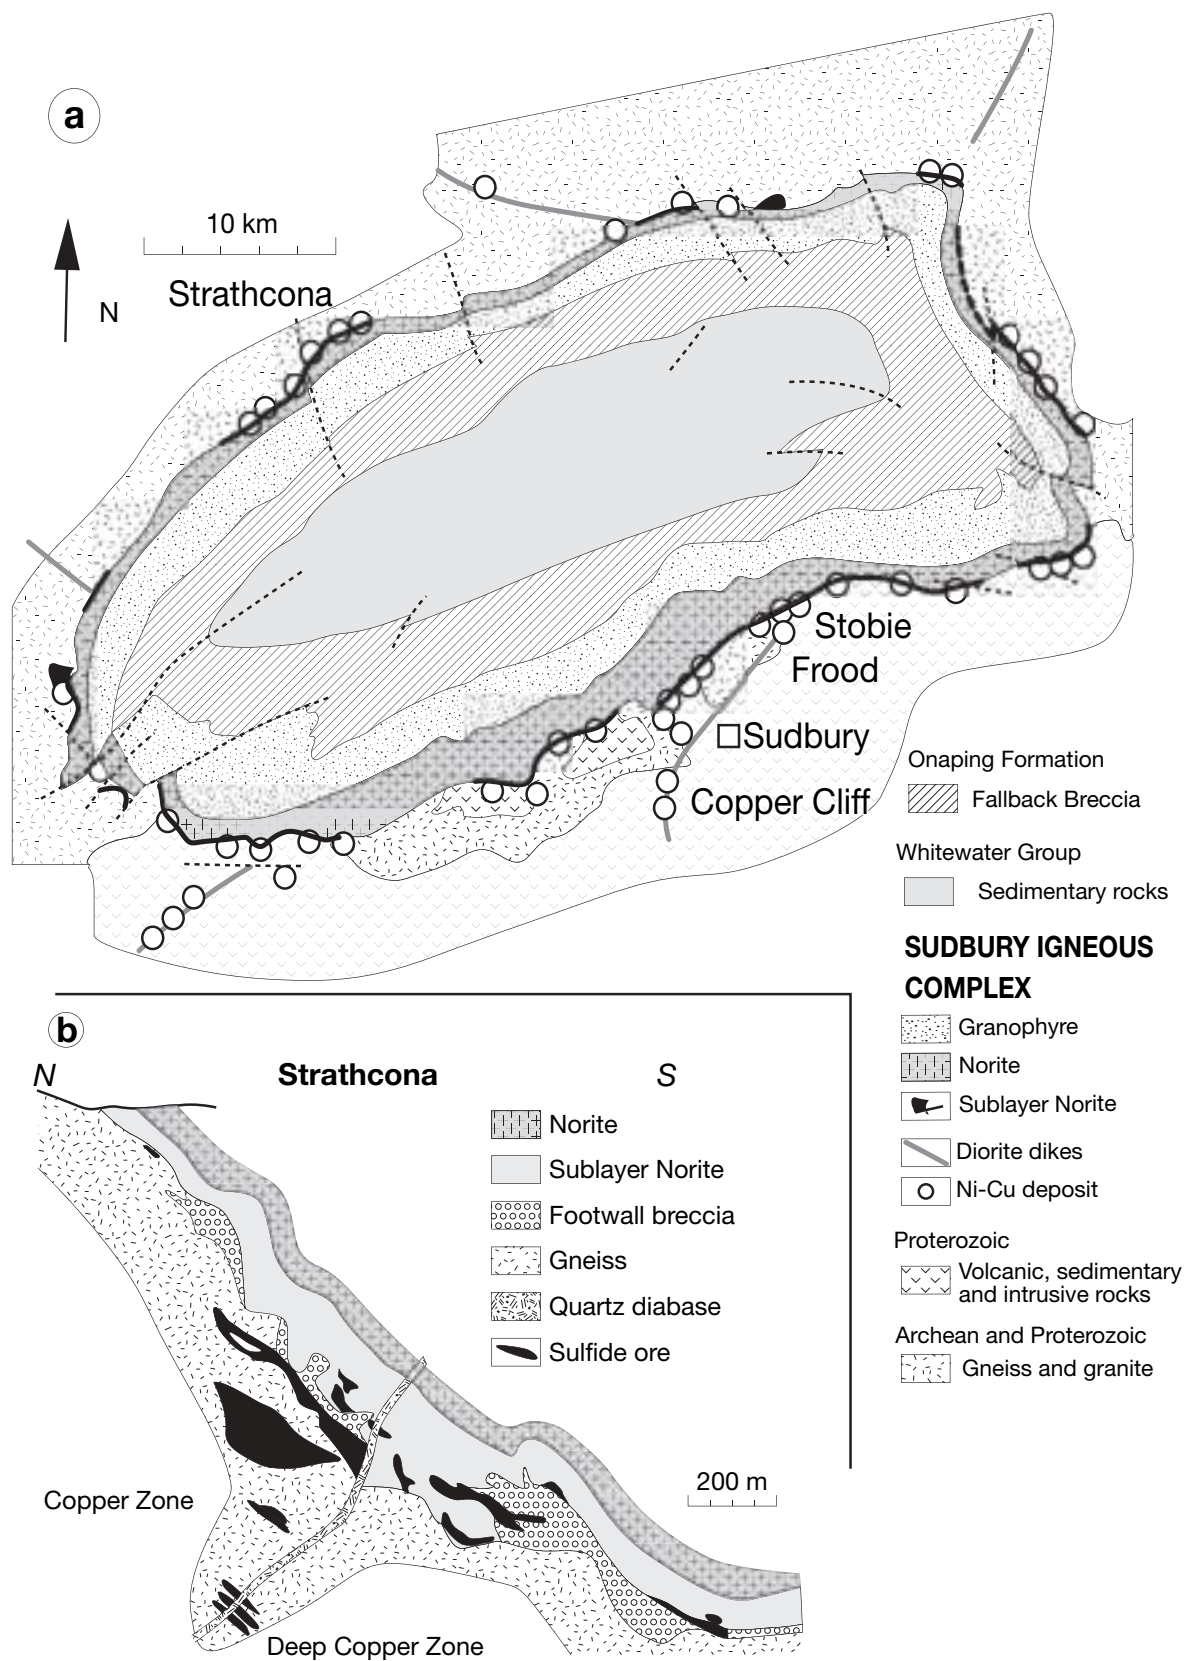 a
10 km
Strathcona
N
Stobie
Frood
Sudbury
Copper Cliff
Onaping Formation
Fallback Breccia
Whitewater Group
Sedimentary rocks
SUDBURY IGNEOUS
COMPLEX
Granophyre
Norite
Sublayer Norite
Diorite dikes
Ni-Cu deposit
Proterozoic
Volcanic, sedimentary
and intrusive rocks
Archean and Proterozoic
Gneiss and granite
b
N
Strathcona
S
Norite
Sublayer Norite
Footwall breccia
Gneiss
Quartz diabase
Sulfide ore
200 m
Copper Zone
Deep Copper Zone